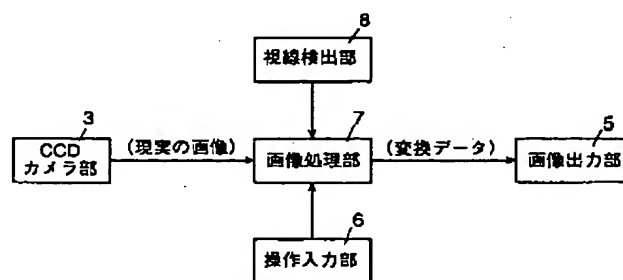 8
視線検出部
3
CCD
カメラ部
(現実の画像)
7
画像処理部
(変換データ)
5
画像出力部
6
操作入力部